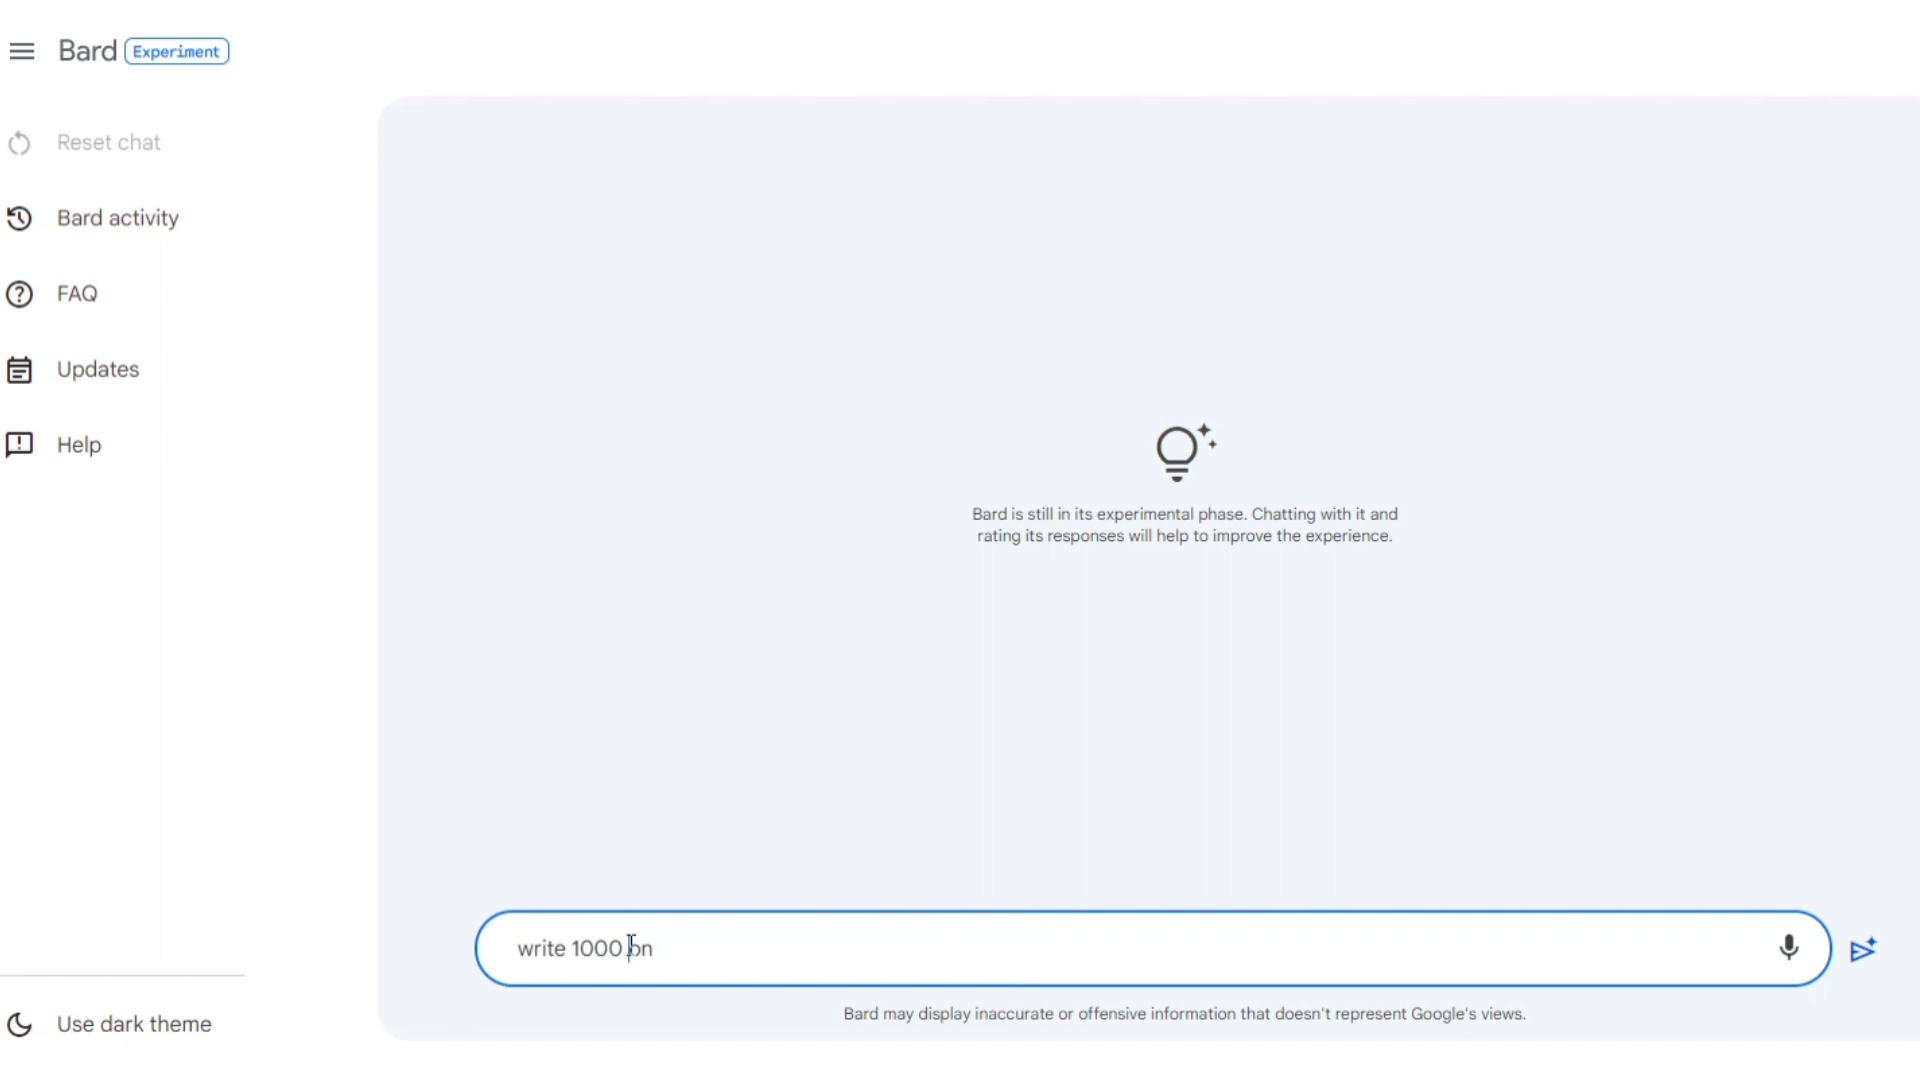 Bard Experiment
Reset chat
Bard activity
FAQ
Updates
Help
Bard is still in its experimental phase. Chatting with it and
rating its responses will help to improve the experience.
write 1000 on
Bard may display inaccurate or offensive information that doesn't represent Google's views.
Use dark theme